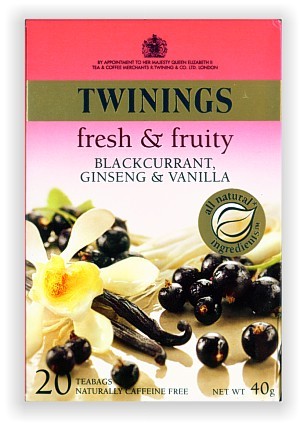 BY APPOINTMENT TO HER MAJESTY QUEEN ELIZABETH II
TEA & COFFEE MERCHANTS R.TWINING & CO. LTD. LONDON
TWININGS
fresh & fruity
BLACKCURRANT,
GINSENG & VANILLA
all natural
ingredients™
20 TEABAGS
NATURALLY CAFFEINE FREE
NET WT 40g